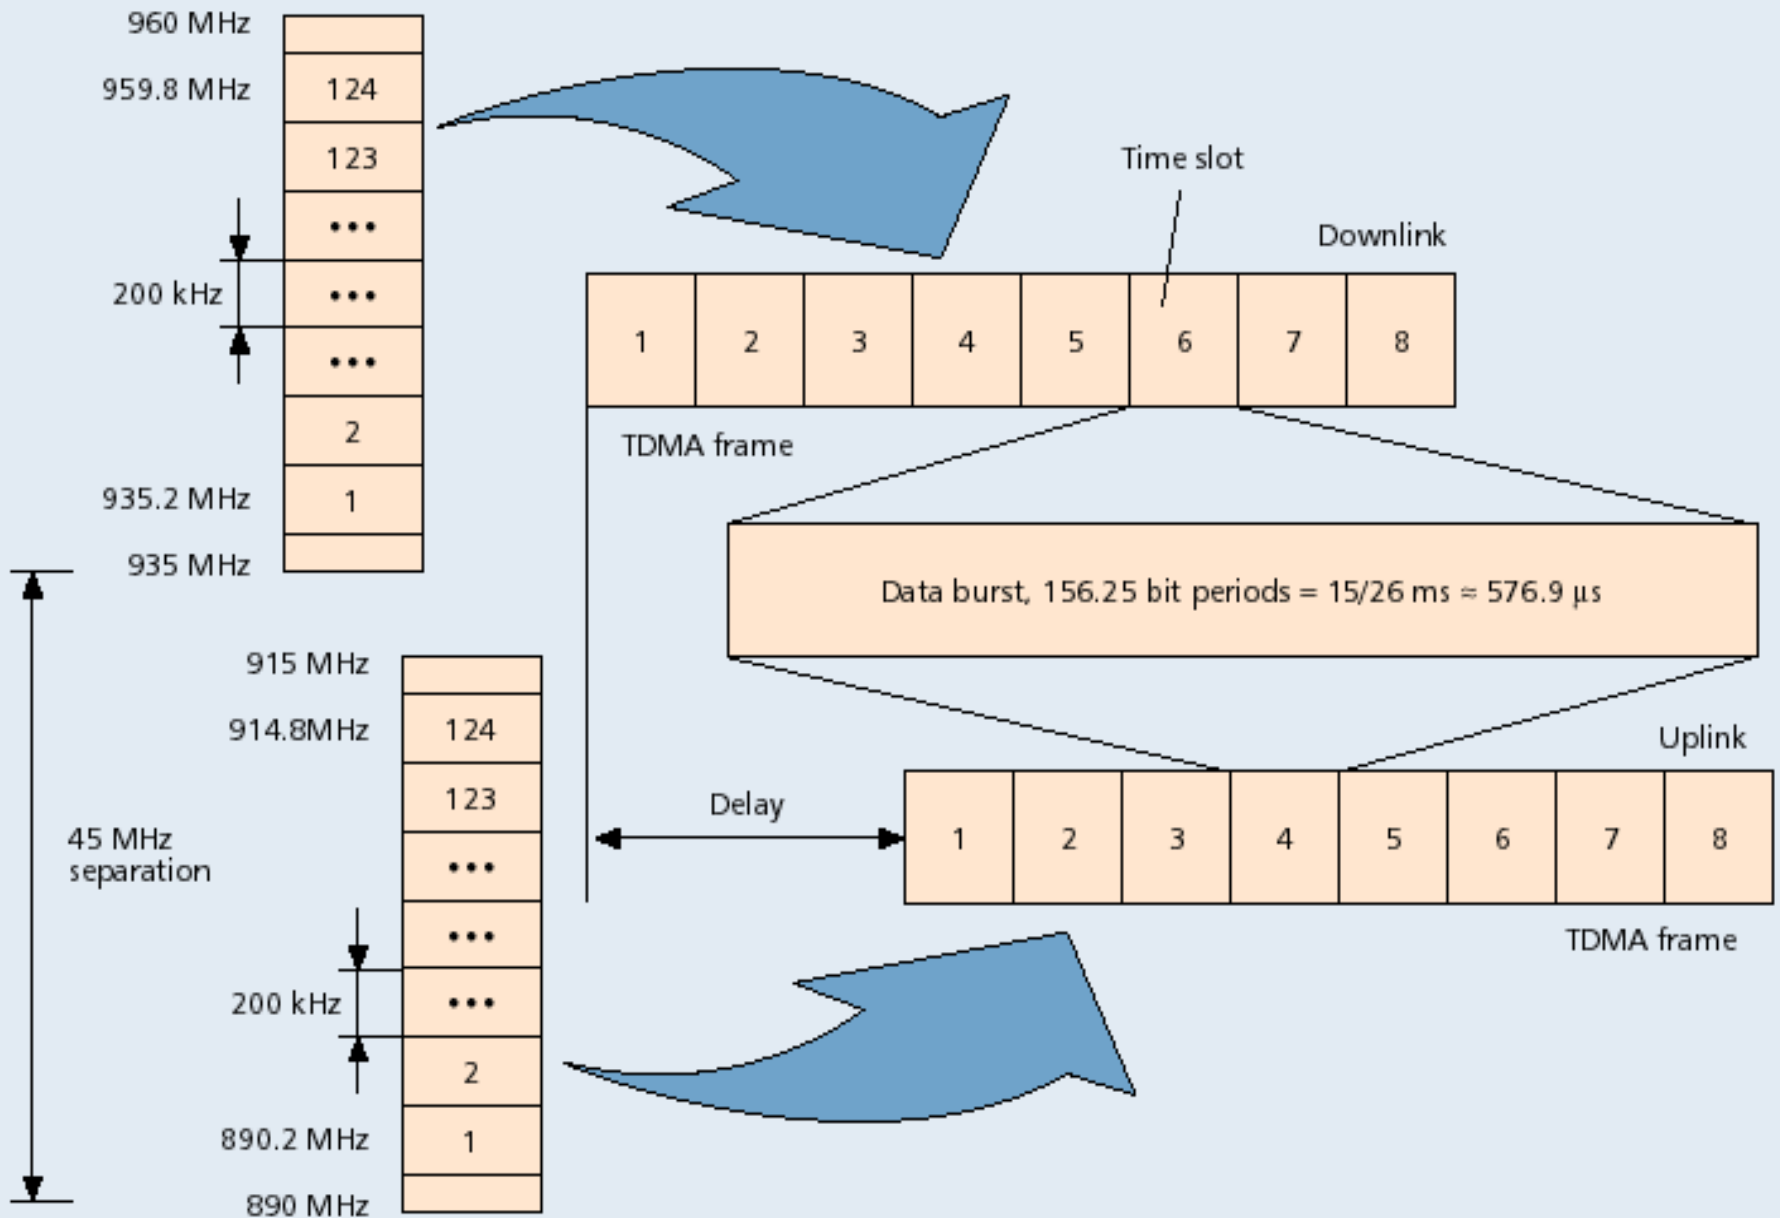 960 MHz
959.8 MHz
124
123
•••
200 kHz
•••
•••
2
935.2 MHz
1
935 MHz
Time slot
Downlink
1 2 3 4 5 6 7 8
TDMA frame
Data burst, 156.25 bit periods = 15/26 ms ≈ 576.9 μs
45 MHz
separation
915 MHz
914.8MHz
124
123
•••
•••
200 kHz
•••
2
890.2 MHz
1
890 MHz
Uplink
Delay
1 2 3 4 5 6 7 8
TDMA frame